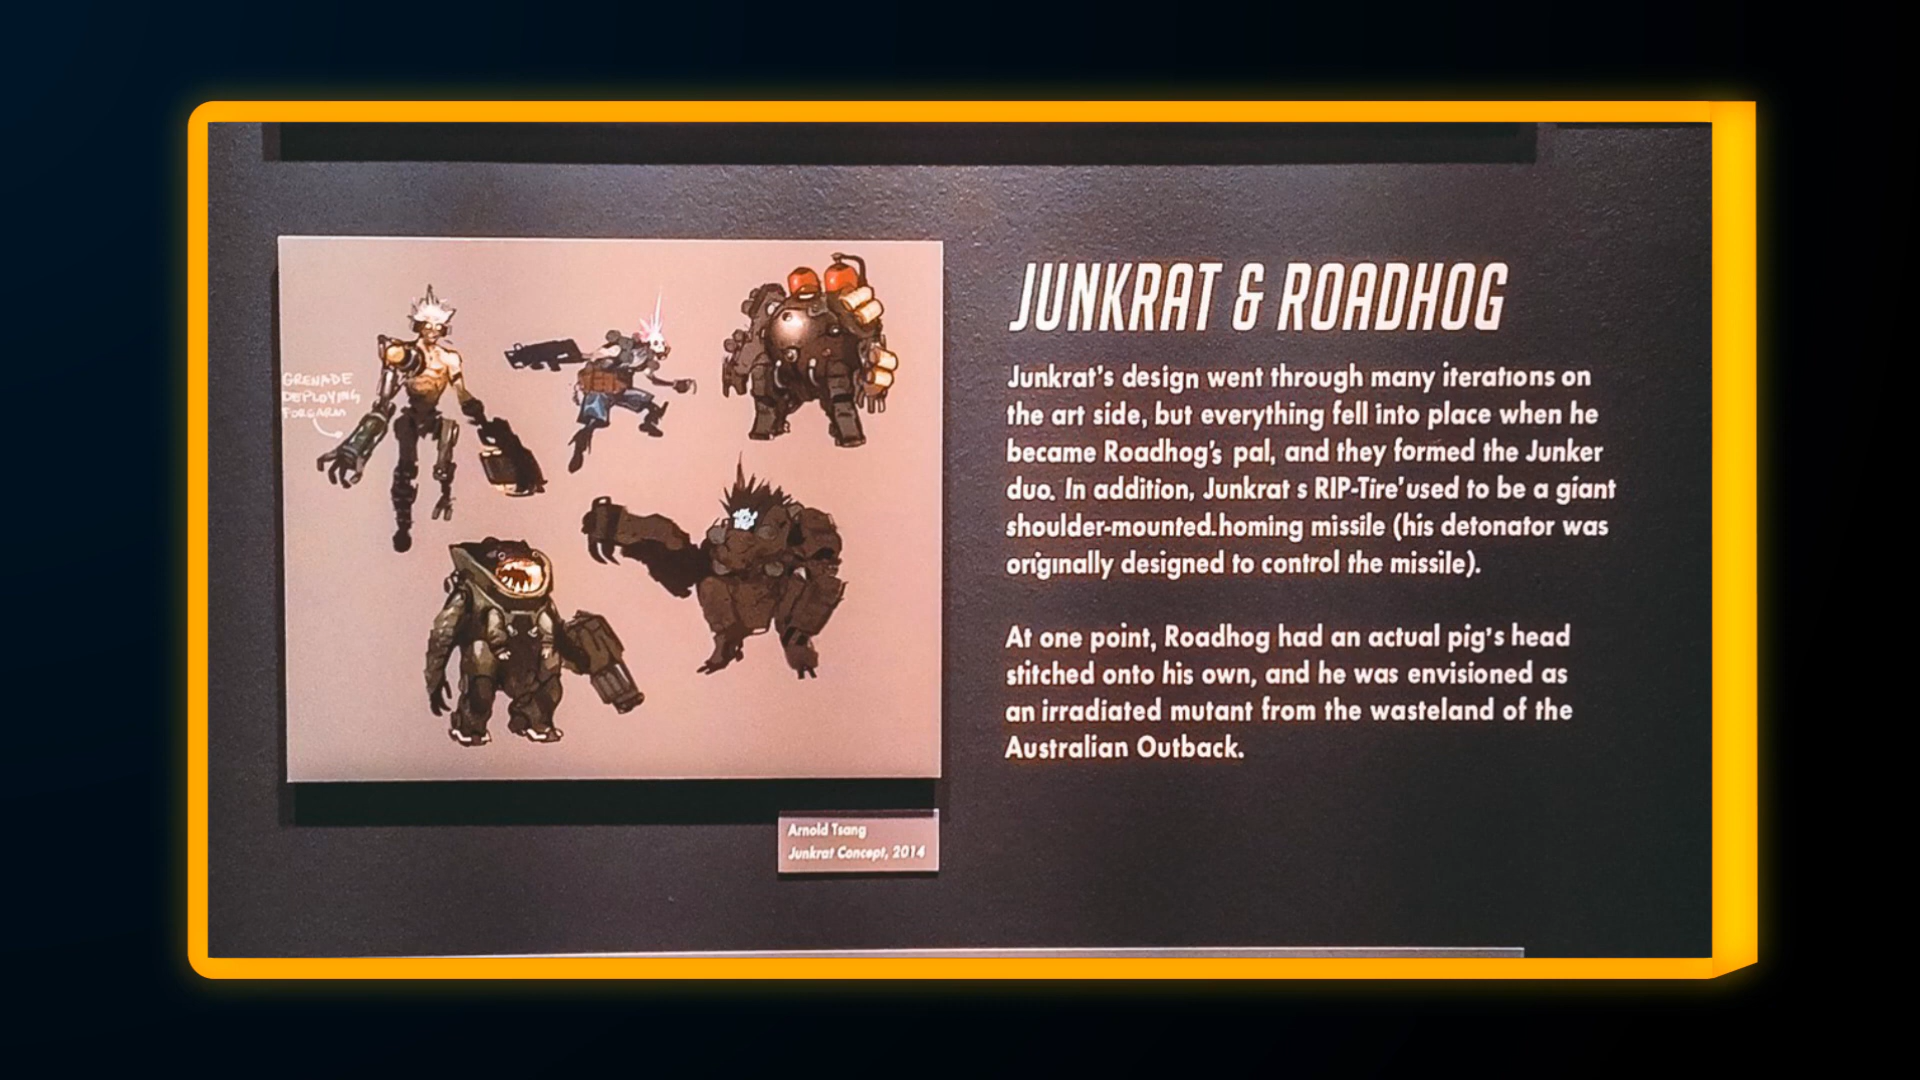 GRENADE
DEPLOYING
FOREARM
JUNKRAT & ROADHOG
Junkrat's design went through many iterations on
the art side, but everything fell into place when he
became Roadhog's pal, and they formed the Junker
duo. In addition, Junkrat s RIP-Tire'used to be a giant
shoulder-mounted.homing missile (his detonator was
originally designed to control the missile).
At one point, Roadhog had an actual pig's head
stitched onto his own, and he was envisioned as
an irradiated mutant from the wasteland of the
Australian Outback.
Arnold Tsang
Junkrat Concept, 2014